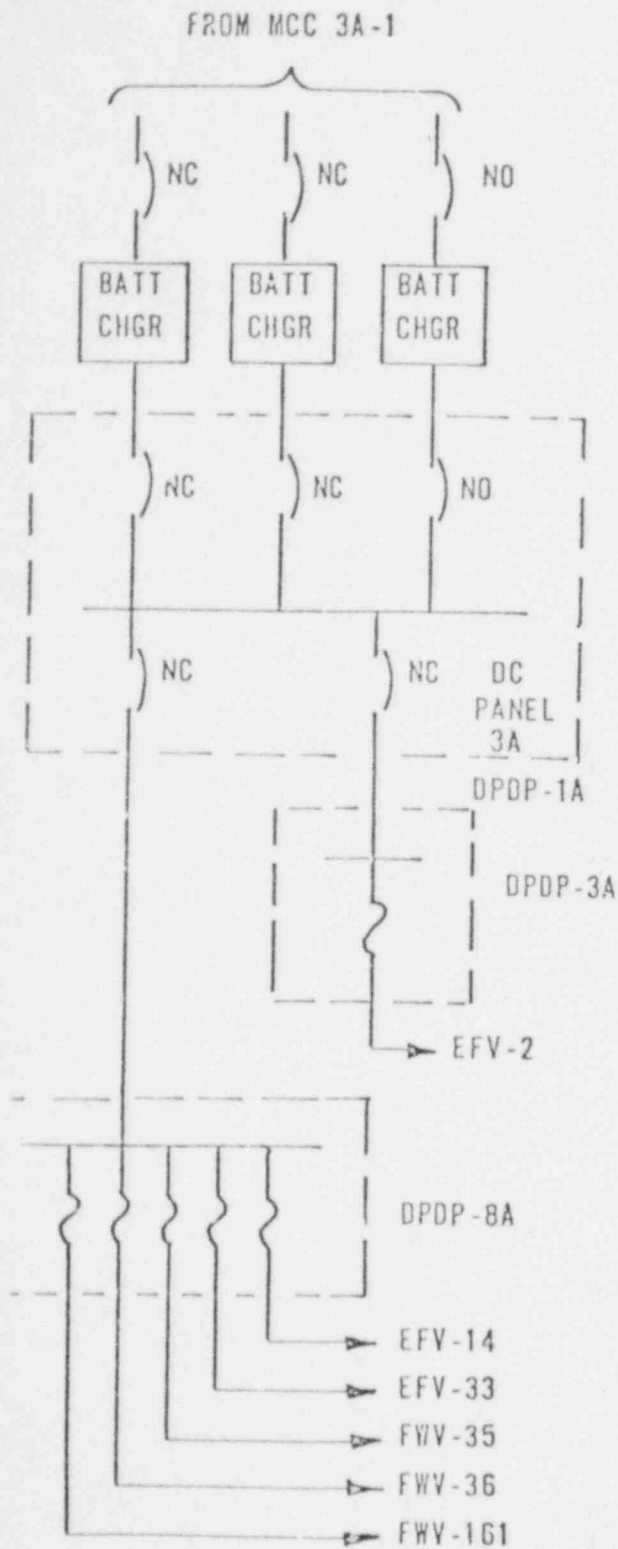 FROM MCC 3A-1
NC
NC
NO
BATT
CHGR
BATT
CHGR
BATT
CHGR
NC
NC
NO
NC
NC
DC
PANEL
3A
DPDP-1A
DPDP-3A
EFV-2
DPDP-8A
EFV-14
EFV-33
FWV-35
FWV-36
FWV-161